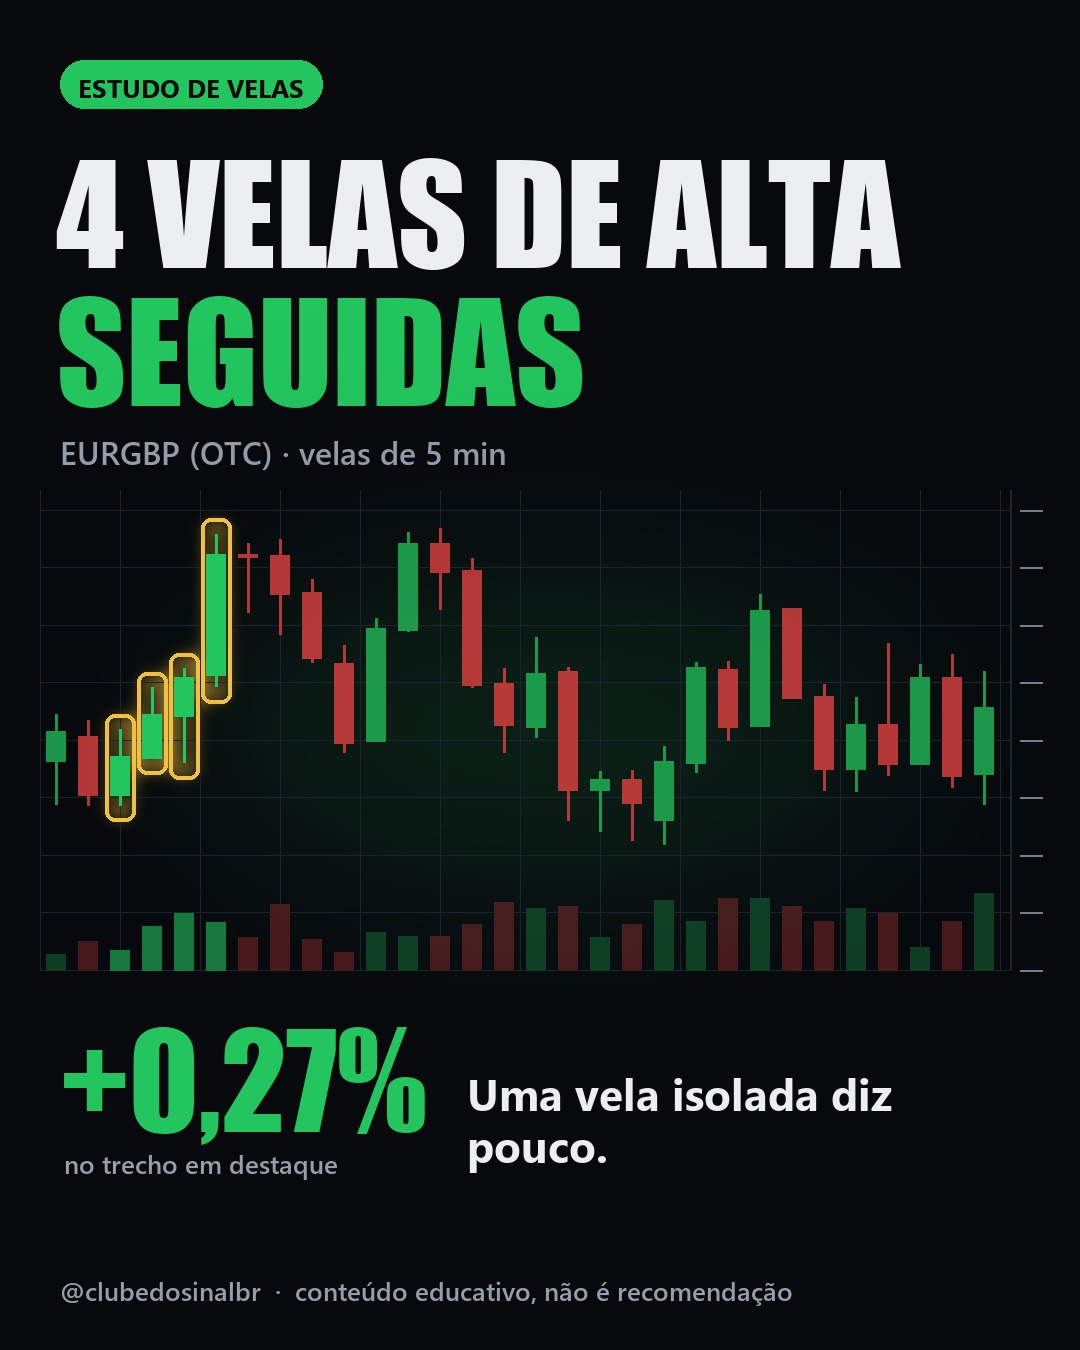 ESTUDO DE VELAS
4 VELAS DE ALTA
SEGUIDAS
EURGBP (OTC) · velas de 5 min
+0,27%
no trecho em destaque
Uma vela isolada diz
pouco.
@clubedosinalbr · conteúdo educativo, não é recomendação